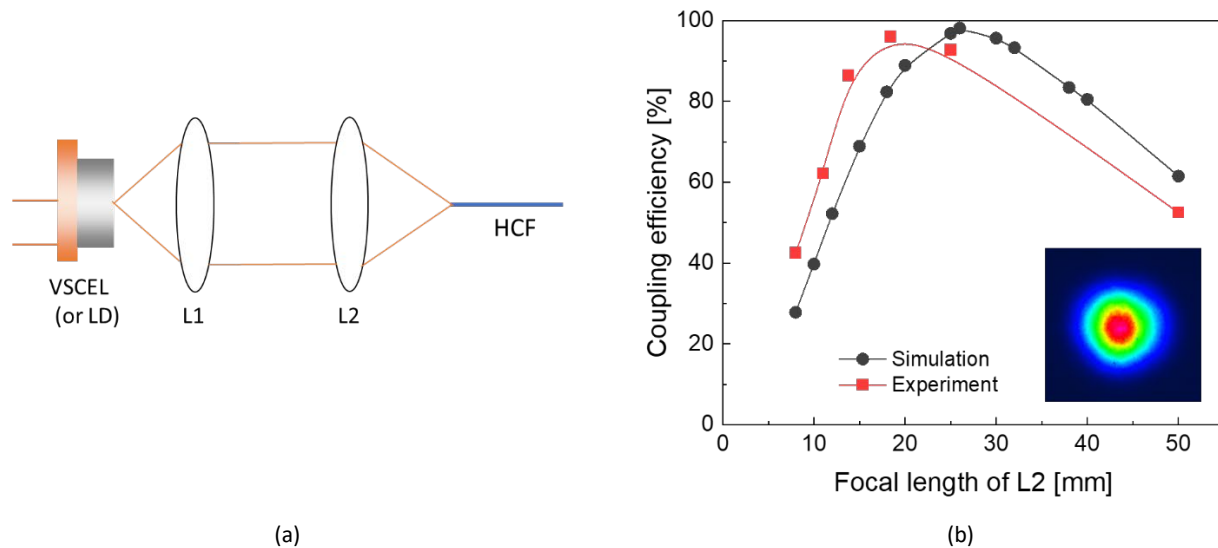 VSCEL
(or LD)
L1
L2
HCF
(a)
100
80
60
40
20
0
Coupling efficiency [%]
Simulation
Experiment
0 10 20 30 40 50
Focal length of L2 [mm]
(b)